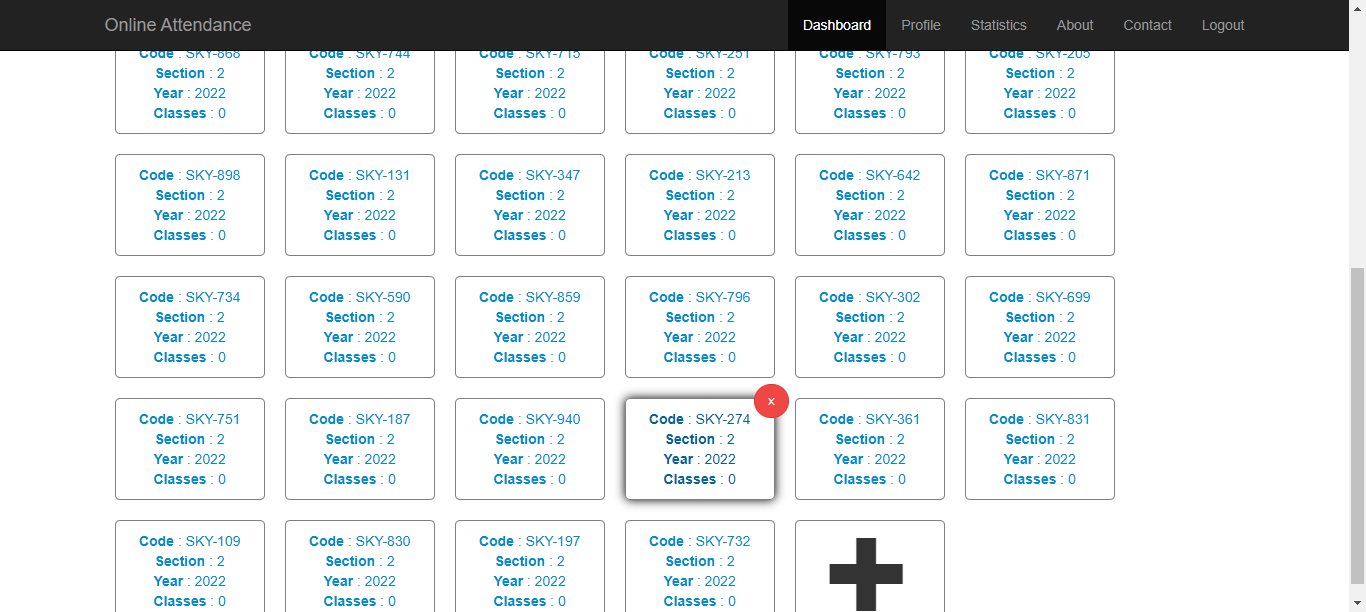 Online Attendance Dashboard Profile Statistics About Contact Logout
Code : SKY-868 Code : SKY-744 Code : SKY-715 Code : SKY-251 Code : SKY-793 Code : SKY-205
Section : 2 Section : 2 Section : 2 Section : 2 Section : 2 Section : 2
Year : 2022 Year : 2022 Year : 2022 Year : 2022 Year : 2022 Year : 2022
Classes : 0 Classes : 0 Classes : 0 Classes : 0 Classes : 0 Classes : 0
Code : SKY-898 Code : SKY-131 Code : SKY-347 Code : SKY-213 Code : SKY-642 Code : SKY-871
Section : 2 Section : 2 Section : 2 Section : 2 Section : 2 Section : 2
Year : 2022 Year : 2022 Year : 2022 Year : 2022 Year : 2022 Year : 2022
Classes : 0 Classes : 0 Classes : 0 Classes : 0 Classes : 0 Classes : 0
Code : SKY-734 Code : SKY-590 Code : SKY-859 Code : SKY-796 Code : SKY-302 Code : SKY-699
Section : 2 Section : 2 Section : 2 Section : 2 Section : 2 Section : 2
Year : 2022 Year : 2022 Year : 2022 Year : 2022 Year : 2022 Year : 2022
Classes : 0 Classes : 0 Classes : 0 Classes : 0 Classes : 0 Classes : 0
x
Code : SKY-751 Code : SKY-187 Code : SKY-940 Code : SKY-274 Code : SKY-361 Code : SKY-831
Section : 2 Section : 2 Section : 2 Section : 2 Section : 2 Section : 2
Year : 2022 Year : 2022 Year : 2022 Year : 2022 Year : 2022 Year : 2022
Classes : 0 Classes : 0 Classes : 0 Classes : 0 Classes : 0 Classes : 0
Code : SKY-109 Code : SKY-830 Code : SKY-197 Code : SKY-732
Section : 2 Section : 2 Section : 2 Section : 2
Year : 2022 Year : 2022 Year : 2022 Year : 2022
Classes : 0 Classes : 0 Classes : 0 Classes : 0